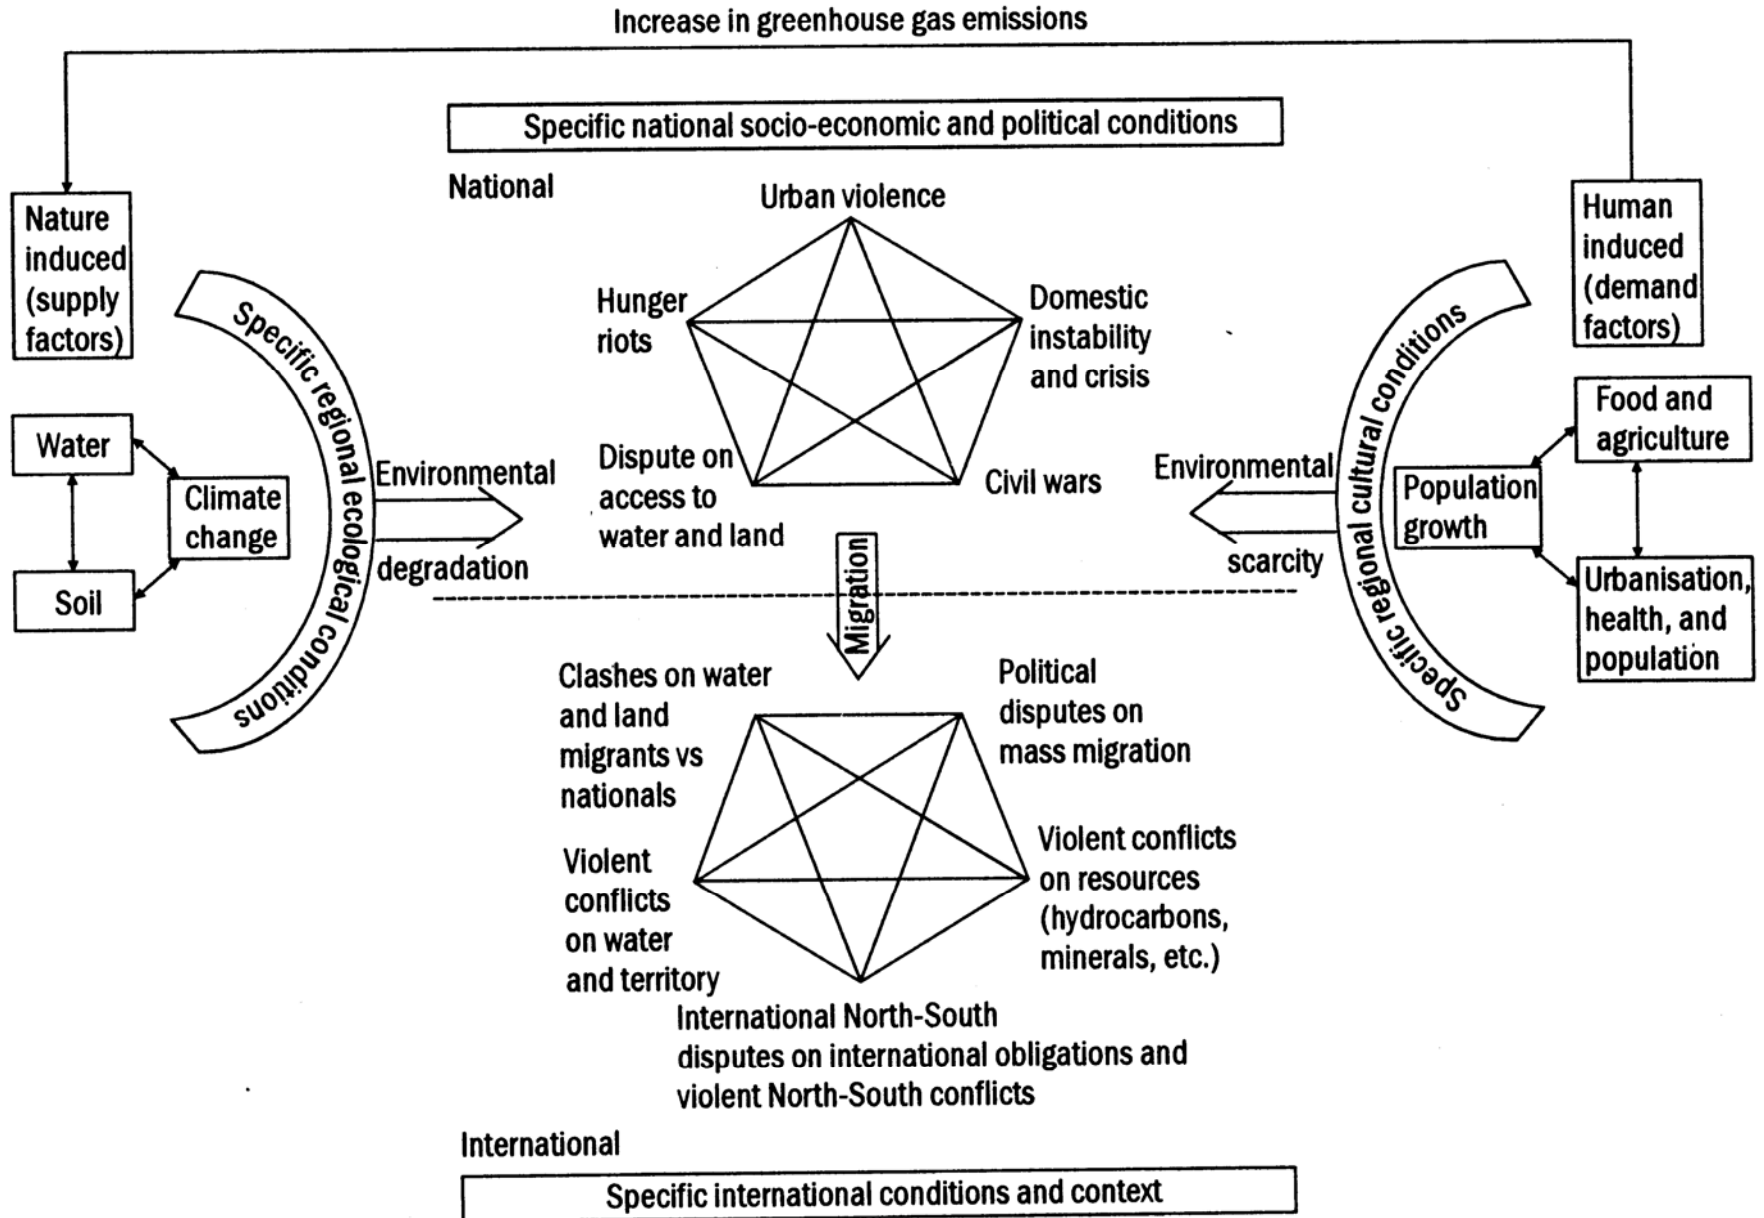 Increase in greenhouse gas emissions
Specific national socio-economic and political conditions
National
Nature
induced
(supply
factors)
Water
Climate
change
Soil
Specific regional ecological conditions
Environmental
degradation
Urban violence
Hunger
riots
Domestic
instability
and crisis
Dispute on
access to
water and land
Civil wars
Migration
Environmental
scarcity
Specific regional cultural conditions
Human
induced
(demand
factors)
Food and
agriculture
Population
growth
Urbanisation,
health, and
population
Clashes on water
and land
migrants vs
nationals
Political
disputes on
mass migration
Violent
conflicts
on water
and territory
Violent conflicts
on resources
(hydrocarbons,
minerals, etc.)
International North-South
disputes on international obligations and
violent North-South conflicts
International
Specific international conditions and context